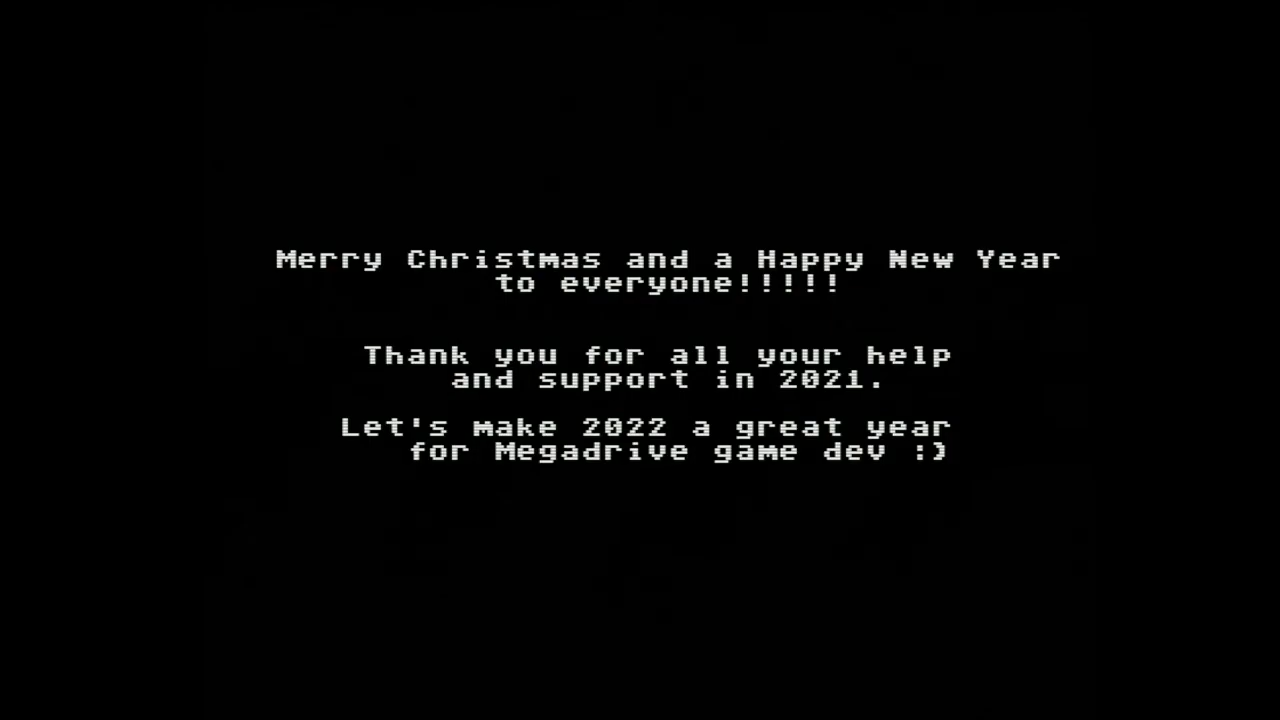 Merry Christmas and a Happy New Year
to everyone!!!!!
Thank you for all your help
and support in 2021.
Let's make 2022 a great year
for Megadrive game dev :)